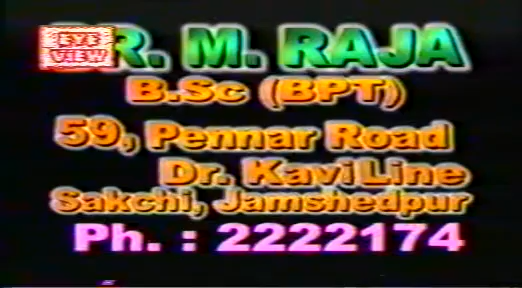 EYE
VIEW
R. M. RAJA
B.Sc (BPT)
59, Pennar Road
Dr. Kavi Line
Sakchi, Jamshedpur
Ph. : 2222174